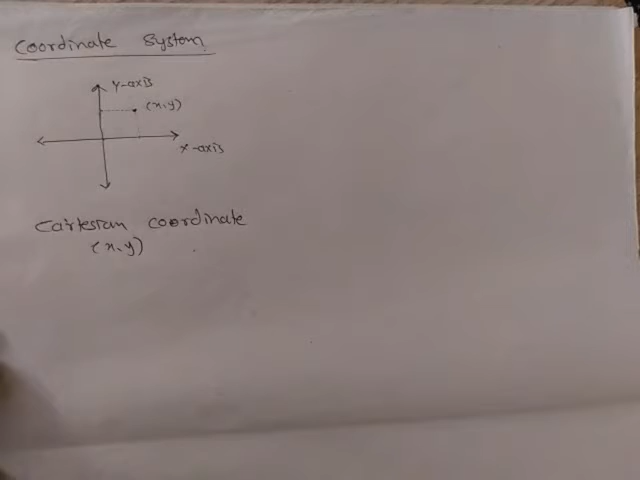 Coordinate System
Y-axis
(x,y)
X-axis
Cartesian coordinate
(x,y)